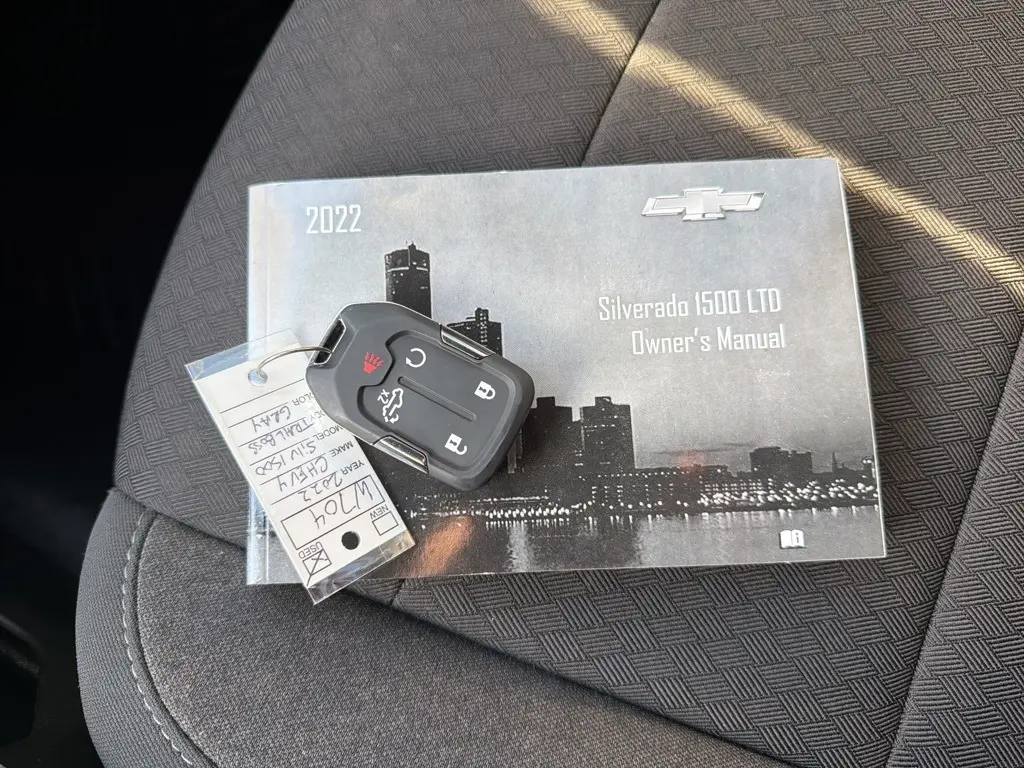 2022
Silverado 1500 LTD
Owner's Manual
2X
NEW
USED
W704
YEAR 2022
MAKE CHEVY
MODEL SILV 1500
TRAIL BOSS
COLOR GRAY